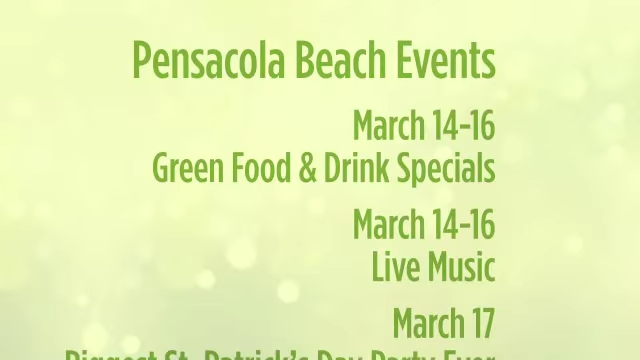 Pensacola Beach Events
March 14-16
Green Food & Drink Specials
March 14-16
Live Music
March 17
Biggest St. Patrick's Day Party Ever